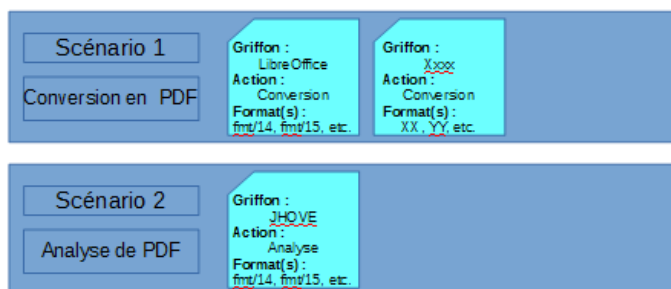 Scénario 1
Conversion en PDF
Griffon :
LibreOffice
Action :
Conversion
Format(s) :
fmt/14, fmt/15, etc.
Griffon :
Xxxx
Action :
Conversion
Format(s) :
XX , YY, etc.
Scénario 2
Analyse de PDF
Griffon :
JHOVE
Action :
Analyse
Format(s) :
fmt/14, fmt/15, etc.